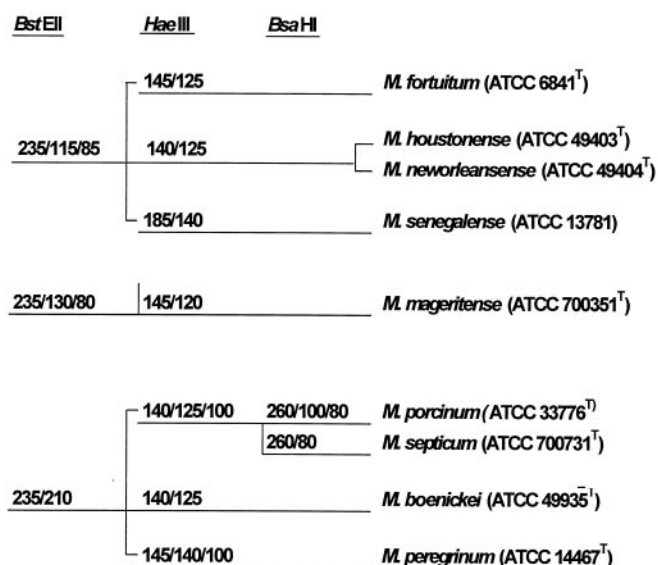 BstEII HaeIII BsaHI
145/125 M. fortuitum (ATCC 6841T)
M. houstonense (ATCC 49403T)
235/115/85 140/125
M. neworleansense (ATCC 49404T)
185/140 M. senegalense (ATCC 13781)
235/130/80 145/120 M. mageritense (ATCC 700351T)
140/125/100 260/100/80 M. porcinum (ATCC 33776T)
260/80 M. septicum (ATCC 700731T)
235/210 140/125 M. boenickei (ATCC 49935T)
145/140/100 M. peregrinum (ATCC 14467T)